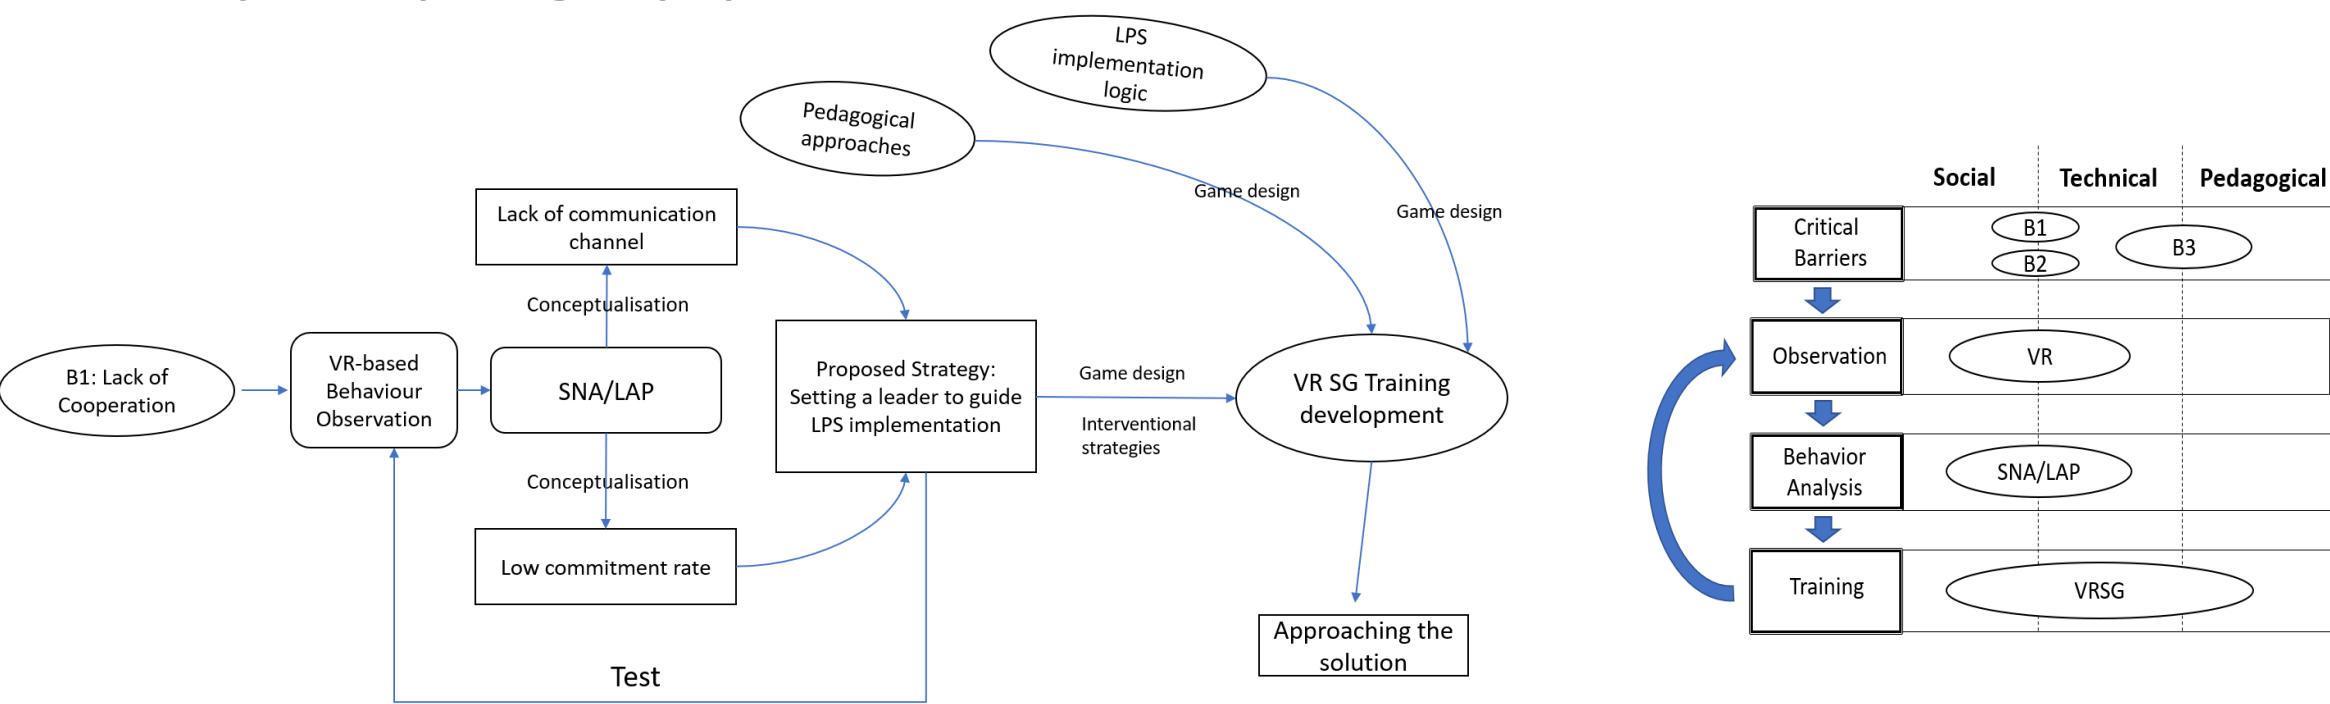 LPS
implementation
logic
Pedagogical
approaches
Game design
Game design
Lack of communication
channel
Conceptualisation
B1: Lack of
Cooperation
VR-based
Behaviour
Observation
SNA/LAP
Conceptualisation
Low commitment rate
Proposed Strategy:
Setting a leader to guide
LPS implementation
Game design
Interventional
strategies
VR SG Training
development
Approaching the
solution
Test
Social
Technical
Pedagogical
Critical
Barriers
B1
B2
B3
Observation
VR
Behavior
Analysis
SNA/LAP
Training
VRSG